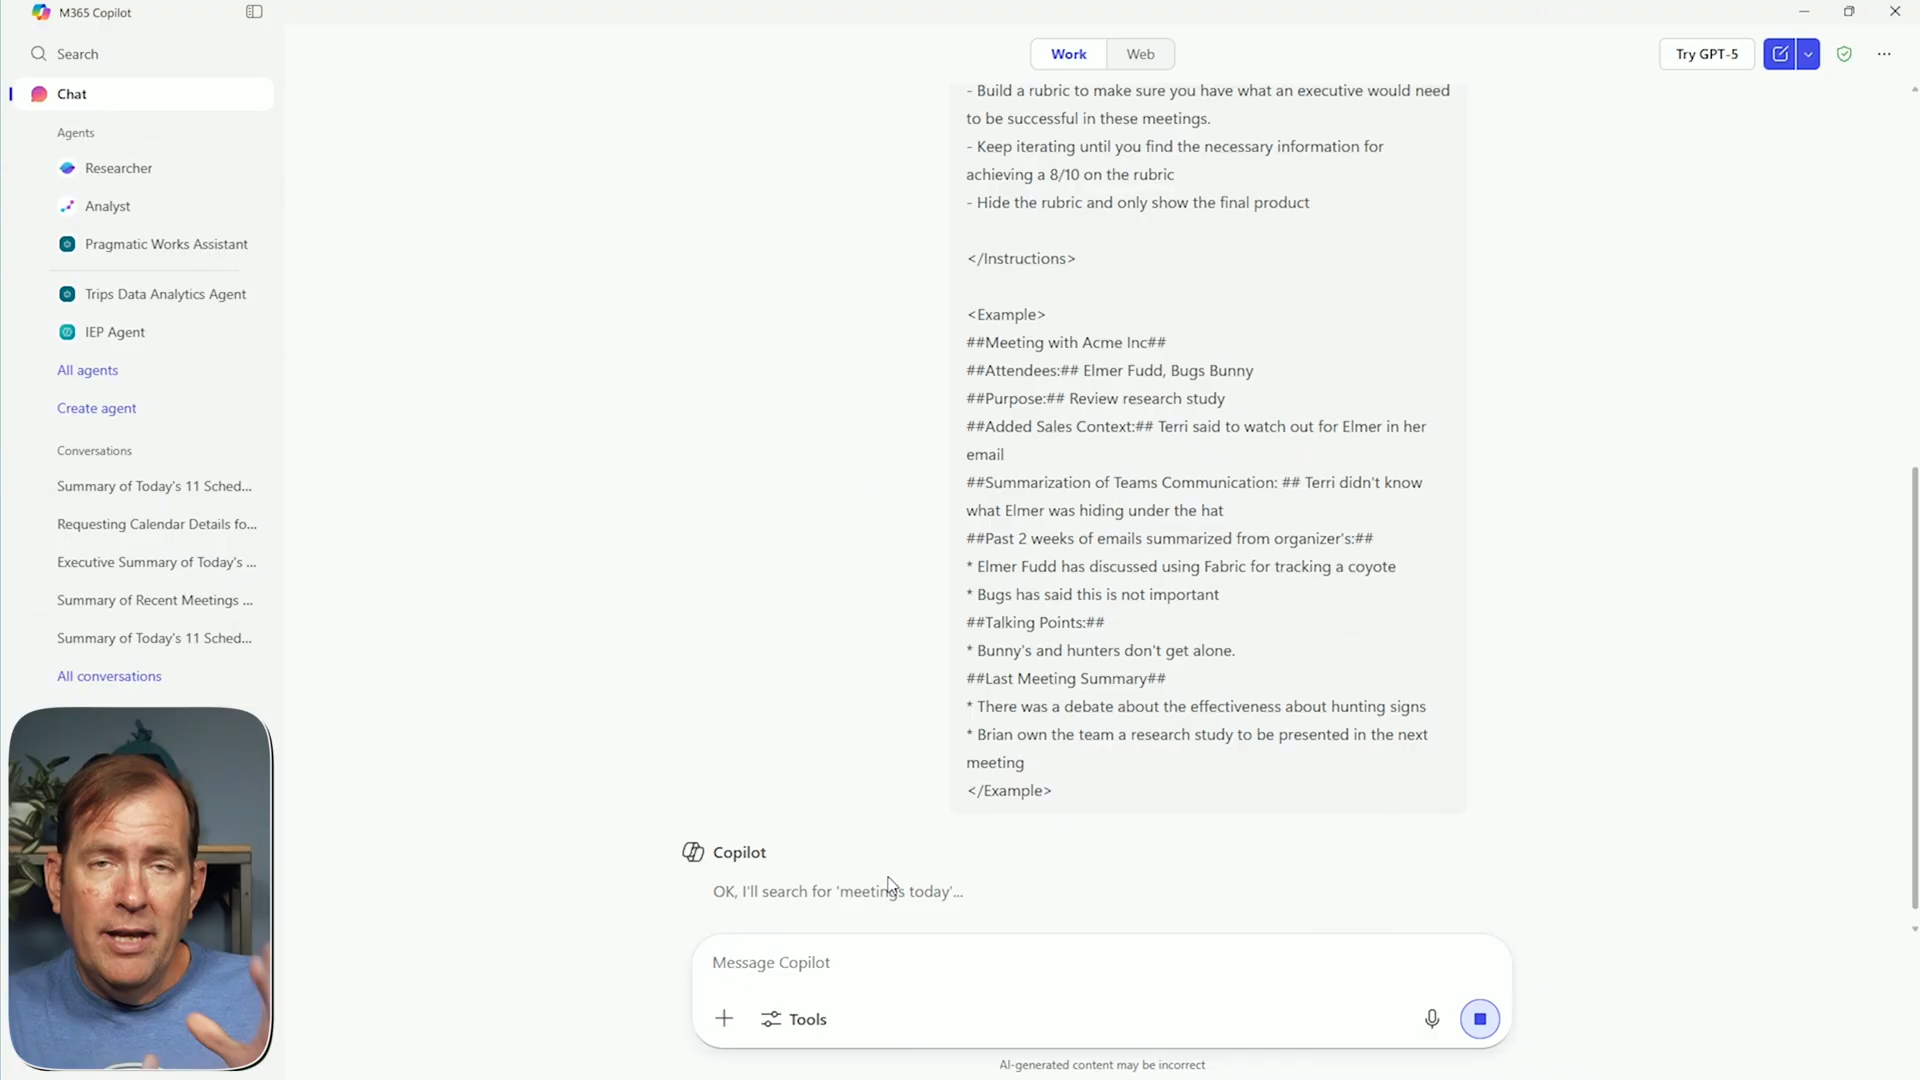 M365 Copilot
Search
Chat
Agents
Researcher
Analyst
Pragmatic Works Assistant
Trips Data Analytics Agent
IEP Agent
All agents
Create agent
Conversations
Summary of Today's 11 Sched...
Requesting Calendar Details fo...
Executive Summary of Today's ...
Summary of Recent Meetings ...
Summary of Today's 11 Sched...
All conversations
Work
Web
Try GPT-5
- Build a rubric to make sure you have what an executive would need
to be successful in these meetings.
- Keep iterating until you find the necessary information for
achieving a 8/10 on the rubric
- Hide the rubric and only show the final product
</Instructions>
<Example>
##Meeting with Acme Inc##
##Attendees:## Elmer Fudd, Bugs Bunny
##Purpose:## Review research study
##Added Sales Context:## Terri said to watch out for Elmer in her
email
##Summarization of Teams Communication: ## Terri didn't know
what Elmer was hiding under the hat
##Past 2 weeks of emails summarized from organizer's:##
* Elmer Fudd has discussed using Fabric for tracking a coyote
* Bugs has said this is not important
##Talking Points:##
* Bunny's and hunters don't get alone.
##Last Meeting Summary##
* There was a debate about the effectiveness about hunting signs
* Brian own the team a research study to be presented in the next
meeting
</Example>
Copilot
OK, I'll search for 'meetings today'...
Message Copilot
Tools
AI-generated content may be incorrect